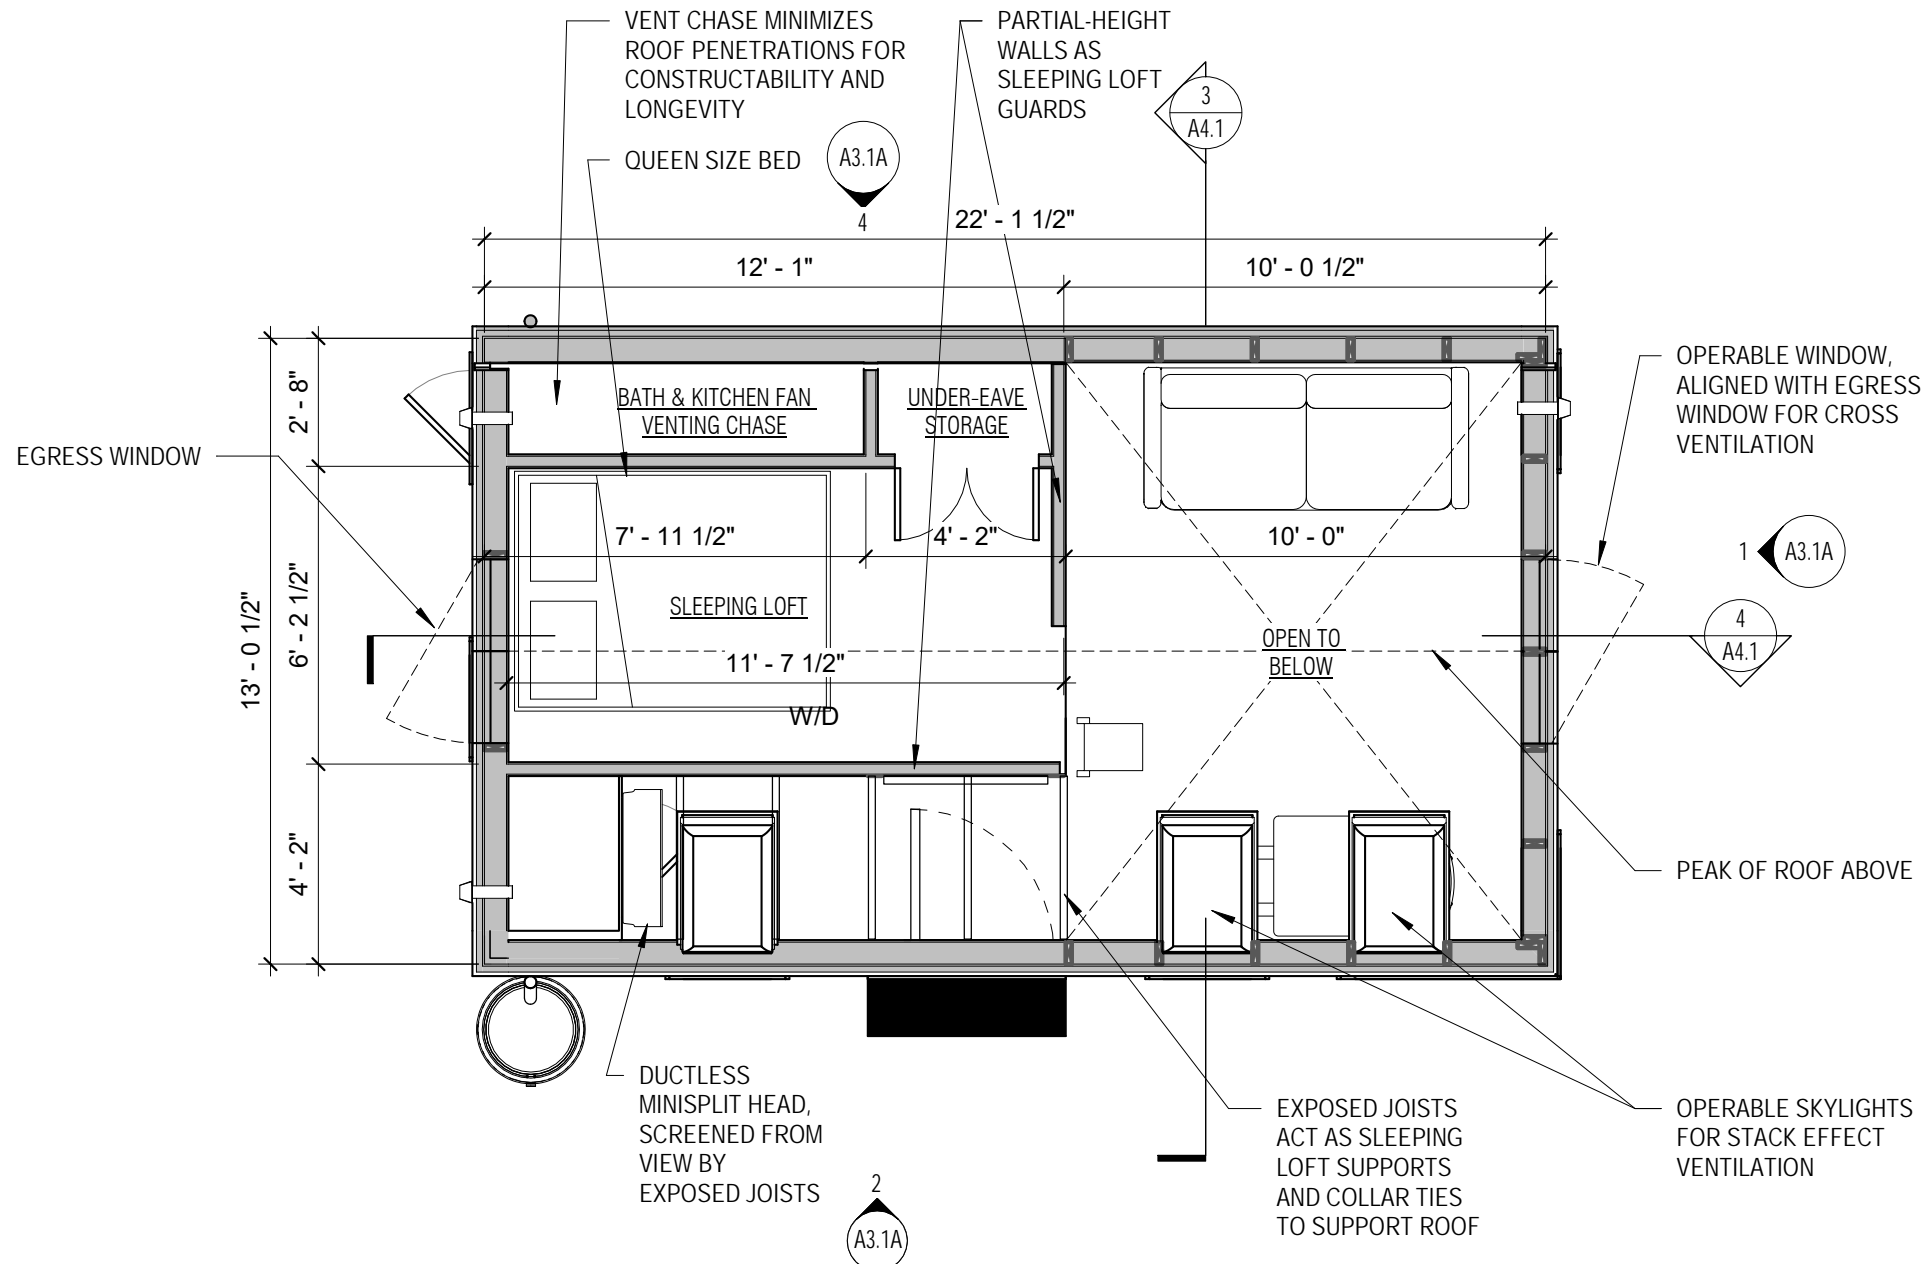 VENT CHASE MINIMIZES
ROOF PENETRATIONS FOR
CONSTRUCTABILITY AND
LONGEVITY
PARTIAL-HEIGHT
WALLS AS
SLEEPING LOFT
GUARDS
3
A4.1
QUEEN SIZE BED
A3.1A
4
22' - 1 1/2"
12' - 1"
10' - 0 1/2"
OPERABLE WINDOW,
ALIGNED WITH EGRESS
WINDOW FOR CROSS
VENTILATION
2' - 8"
BATH & KITCHEN FAN
VENTING CHASE
UNDER-EAVE
STORAGE
EGRESS WINDOW
7' - 11 1/2"
4' - 2"
10' - 0"
1
A3.1A
13' - 0 1/2"
6' - 2 1/2"
SLEEPING LOFT
OPEN TO
BELOW
4
A4.1
11' - 7 1/2"
W/D
4' - 2"
PEAK OF ROOF ABOVE
DUCTLESS
MINISPLIT HEAD,
SCREENED FROM
VIEW BY
EXPOSED JOISTS
2
A3.1A
EXPOSED JOISTS
ACT AS SLEEPING
LOFT SUPPORTS
AND COLLAR TIES
TO SUPPORT ROOF
OPERABLE SKYLIGHTS
FOR STACK EFFECT
VENTILATION